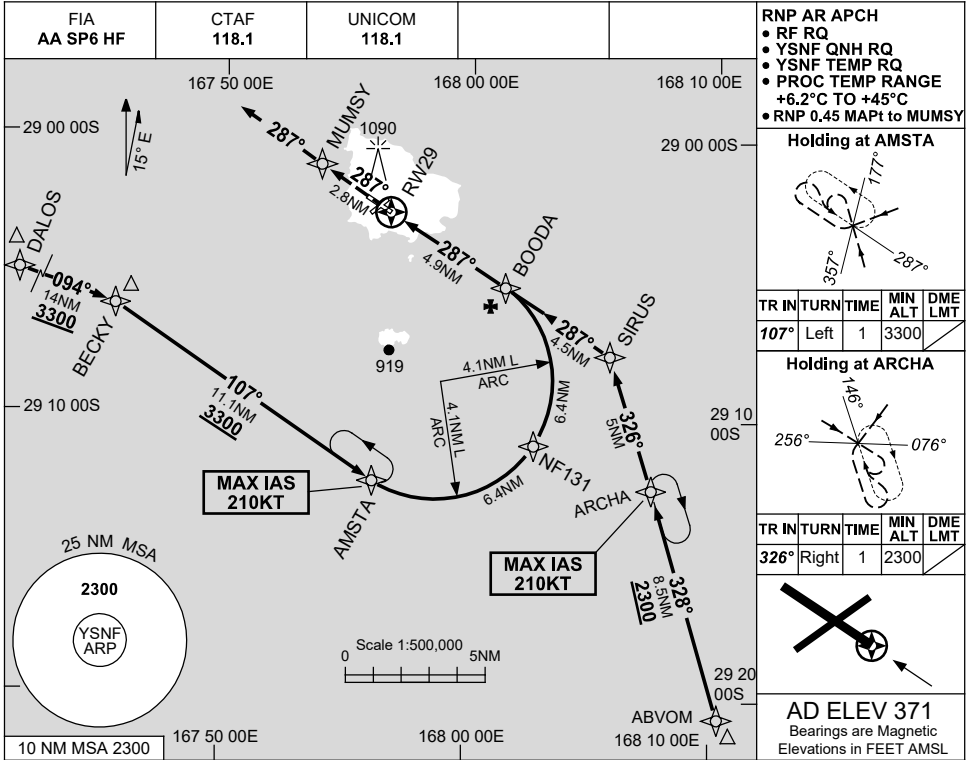 FIA
AA SP6 HF
CTAF
118.1
UNICOM
118.1
167 50 00E
168 00 00E
168 10 00E
29 00 00S
29 00 00S
15° E
287°
MUMSY
1090
287°
2.8NM
RW29
287°
4.9NM
BOODA
DALOS
094°
14NM
3300
BECKY
919
SIRUS
287°
4.5NM
4.1NM L
ARC
4.1NM L
ARC
6.4NM
107°
11.1NM
3300
29 10 00S
29 10
00S
326°
5NM
MAX IAS
210KT
AMSTA
NF131
6.4NM
ARCHA
MAX IAS
210KT
328°
8.5NM
2300
25 NM MSA
2300
YSNF
ARP
Scale 1:500,000
0
5NM
29 20
00S
ABVOM
10 NM MSA 2300
167 50 00E
168 00 00E
168 10 00E
RNP AR APCH
• RF RQ
• YSNF QNH RQ
• YSNF TEMP RQ
• PROC TEMP RANGE
+6.2°C TO +45°C
• RNP 0.45 MAPt to MUMSY
Holding at AMSTA
177°
357°
287°
TR IN TURN TIME MIN ALT DME LMT
107° Left 1 3300
Holding at ARCHA
146°
256°
076°
TR IN TURN TIME MIN ALT DME LMT
326° Right 1 2300
AD ELEV 371
Bearings are Magnetic
Elevations in FEET AMSL